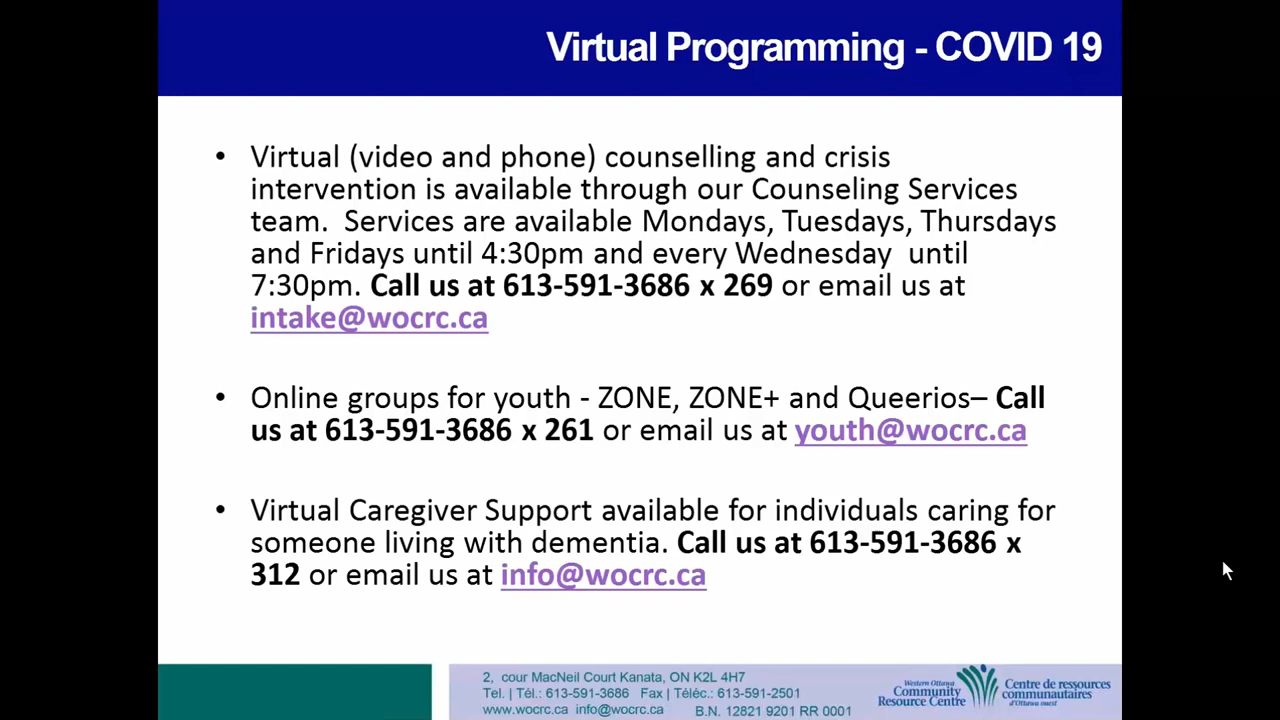 Virtual Programming - COVID 19
• Virtual (video and phone) counselling and crisis
intervention is available through our Counseling Services
team.  Services are available Mondays, Tuesdays, Thursdays
and Fridays until 4:30pm and every Wednesday  until
7:30pm. Call us at 613-591-3686 x 269 or email us at
intake@wocrc.ca
• Online groups for youth - ZONE, ZONE+ and Queerios– Call
us at 613-591-3686 x 261 or email us at youth@wocrc.ca
• Virtual Caregiver Support available for individuals caring for
someone living with dementia. Call us at 613-591-3686 x
312 or email us at info@wocrc.ca
2, cour MacNeil Court Kanata, ON K2L 4H7
Tel. | Tél.: 613-591-3686  Fax | Téléc.: 613-591-2501
www.wocrc.ca  info@wocrc.ca  B.N. 12821 9201 RR 0001
Western Ottawa
Community
Resource Centre
Centre de ressources
communautaires
d'Ottawa ouest